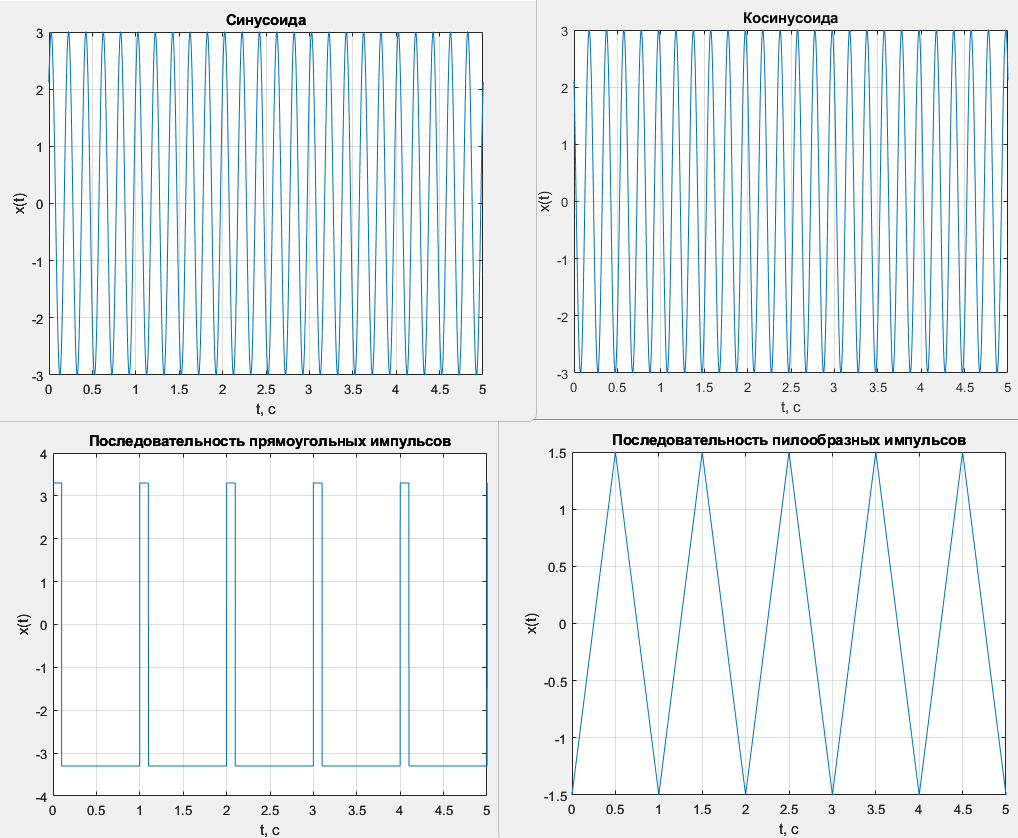 Синусоида
3
2
1
0
-1
-2
-3
x(t)
0 0.5 1 1.5 2 2.5 3 3.5 4 4.5 5
t, с
Косинусоида
3
2
1
0
-1
-2
-3
x(t)
0 0.5 1 1.5 2 2.5 3 3.5 4 4.5 5
t, с
Последовательность прямоугольных импульсов
4
3
2
1
0
-1
-2
-3
-4
x(t)
0 0.5 1 1.5 2 2.5 3 3.5 4 4.5 5
t, с
Последовательность пилообразных импульсов
1.5
1
0.5
0
-0.5
-1
-1.5
x(t)
0 0.5 1 1.5 2 2.5 3 3.5 4 4.5 5
t, с